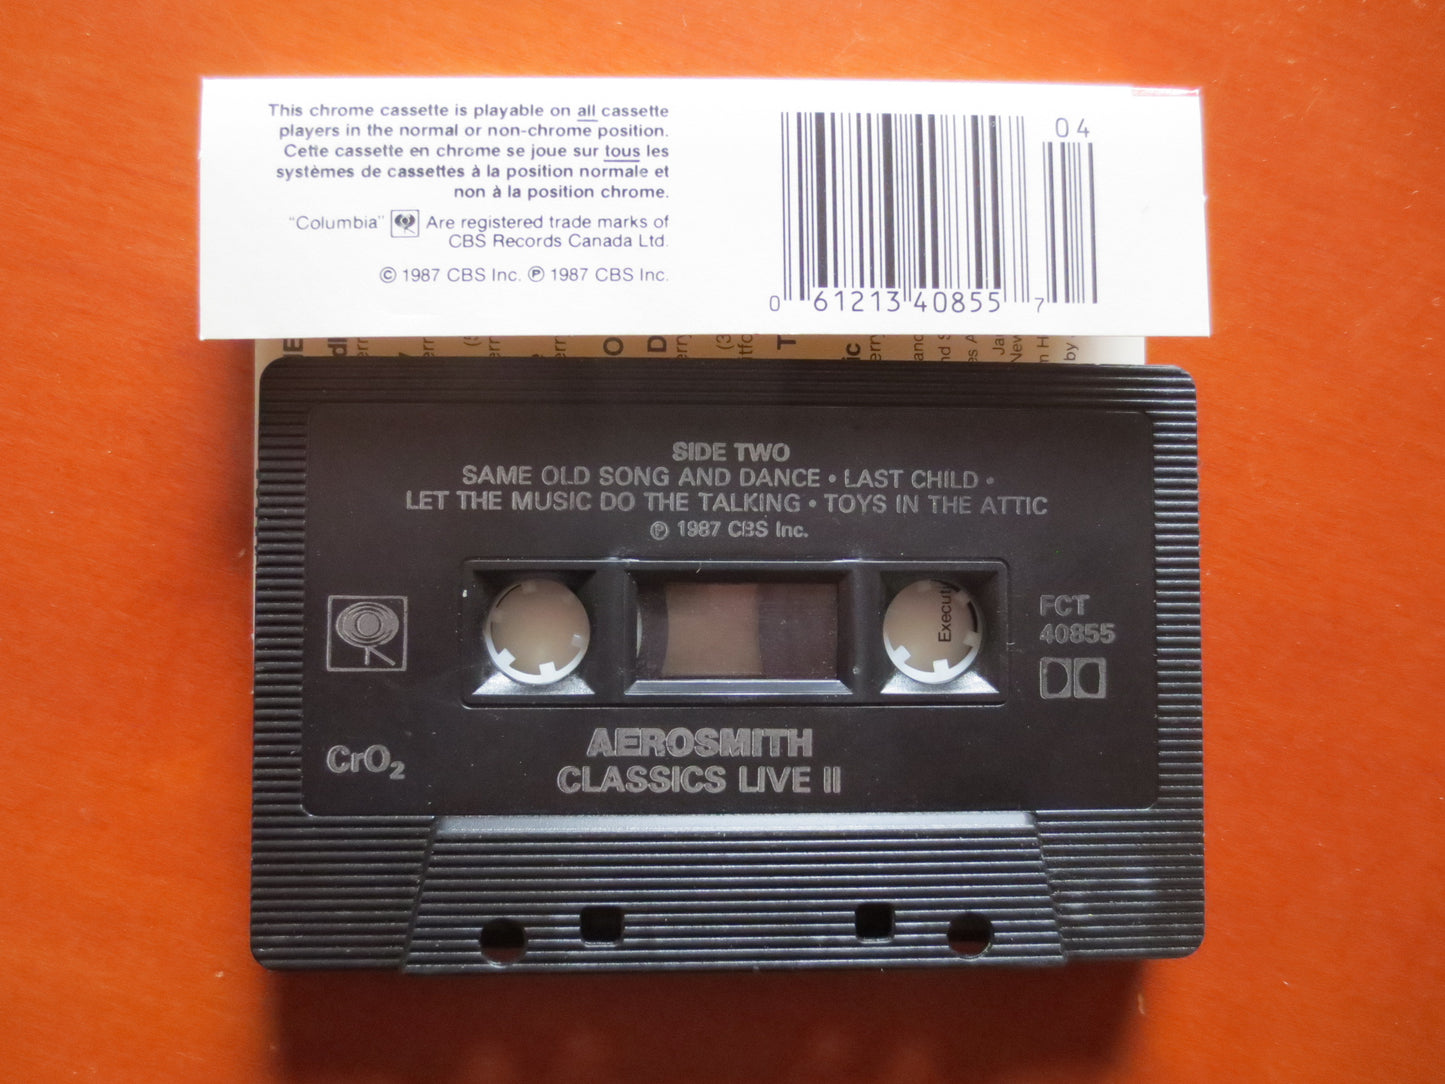 This chrome cassette is playable on all cassette
players in the normal or non-chrome position.
Cette cassette en chrome se joue sur tous les
systèmes de cassettes à la position normale et
non à la position chrome.
"Columbia" Are registered trade marks of
CBS Records Canada Ltd.
© 1987 CBS Inc. ℗ 1987 CBS Inc.
04
0 61213 40855 7
SIDE TWO
SAME OLD SONG AND DANCE • LAST CHILD •
LET THE MUSIC DO THE TALKING • TOYS IN THE ATTIC
℗ 1987 CBS Inc.
Execut
FCT
40855
CrO2
AEROSMITH
CLASSICS LIVE II